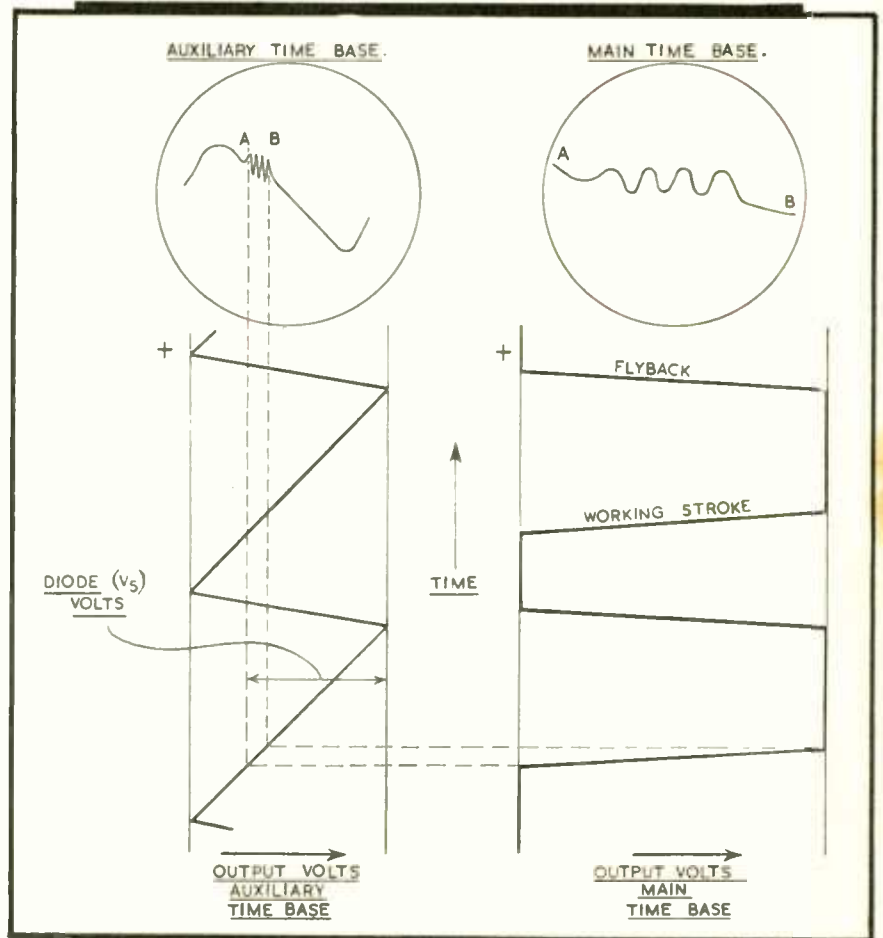 AUXILIARY TIME BASE.
MAIN TIME BASE.
A B
A
B
+
+
FLYBACK
WORKING STROKE
DIODE (V5)
VOLTS
TIME
OUTPUT VOLTS
AUXILIARY
TIME BASE
OUTPUT VOLTS
MAIN
TIME BASE